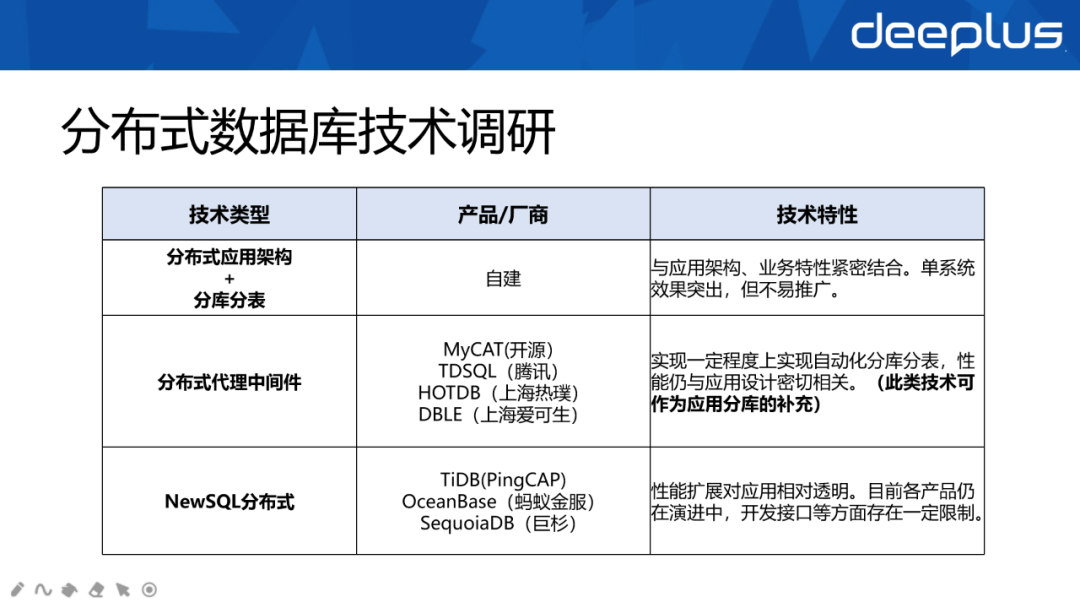 deeplus
分布式数据库技术调研
技术类型
产品/厂商
技术特性
分布式应用架构
+
分库分表
自建
与应用架构、业务特性紧密结合。单系统
效果突出，但不易推广。
分布式代理中间件
MyCAT(开源）
TDSQL（腾讯）
HOTDB（上海热璞）
DBLE（上海爱可生）
实现一定程度上实现自动化分库分表，性
能仍与应用设计密切相关。（此类技术可
作为应用分库的补充）
NewSQL分布式
TiDB(PingCAP)
OceanBase（蚂蚁金服）
SequoiaDB（巨杉）
性能扩展对应用相对透明。目前各产品仍
在演进中，开发接口等方面存在一定限制。